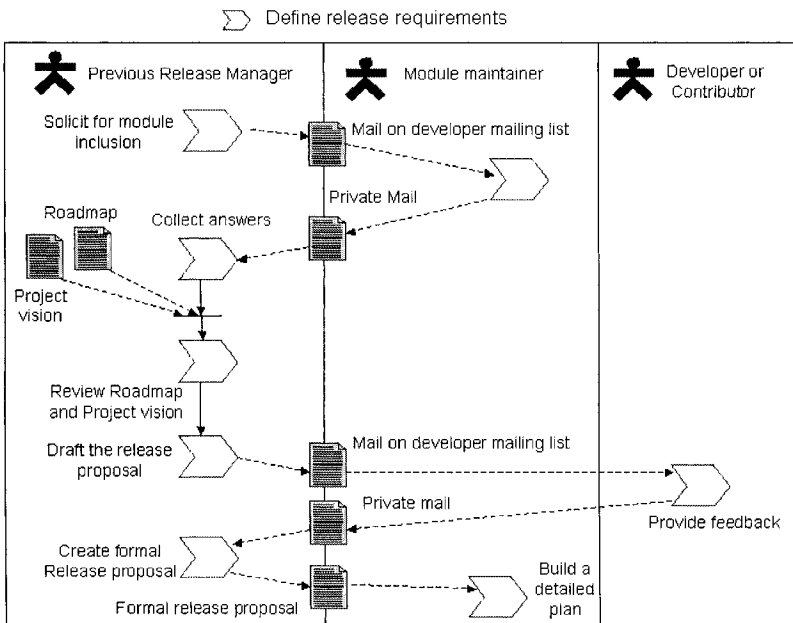 Define release requirements
Previous Release Manager
Module maintainer
Developer or
Contributor
Solicit for module
inclusion
Mail on developer mailing list
Private Mail
Roadmap
Collect answers
Project
vision
Review Roadmap
and Project vision
Draft the release
proposal
Mail on developer mailing list
Private mail
Provide feedback
Create formal
Release proposal
Build a
detailed
plan
Formal release proposal